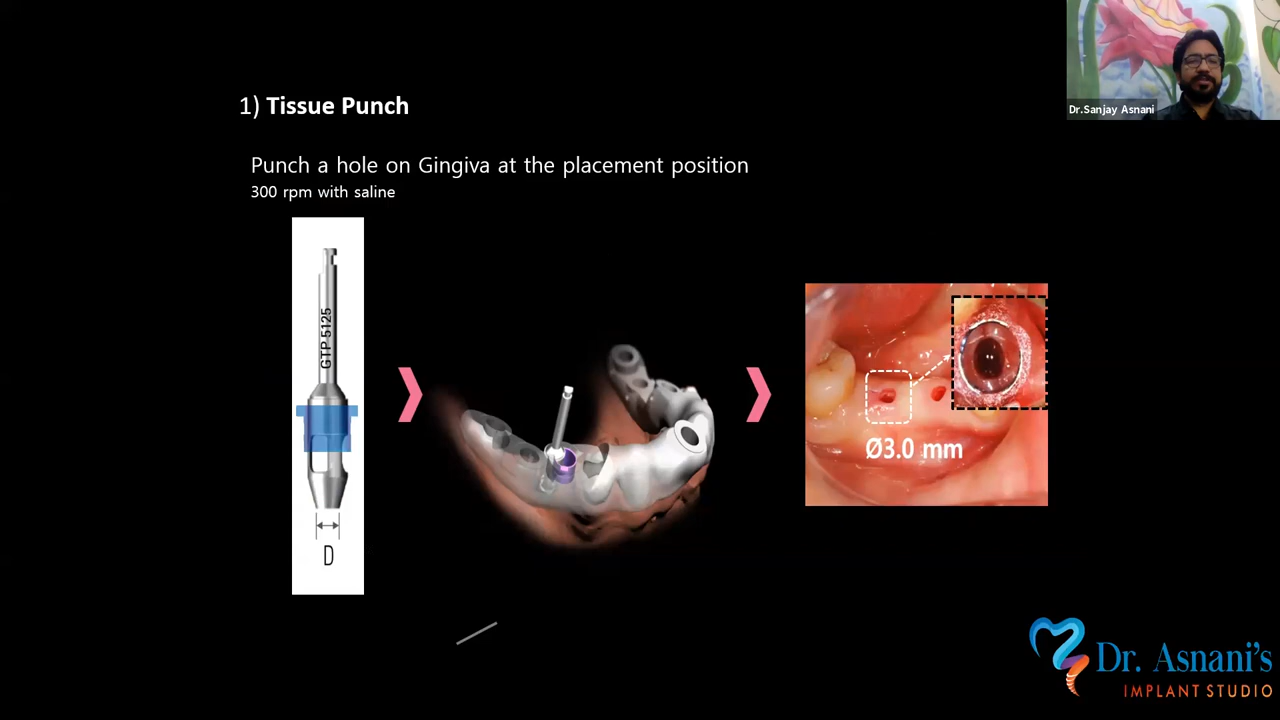 Dr.Sanjay Asnani
1) Tissue Punch
Punch a hole on Gingiva at the placement position
300 rpm with saline
GTP 5125
D
Ø3.0 mm
Dr. Asnani's
IMPLANT STUDIO